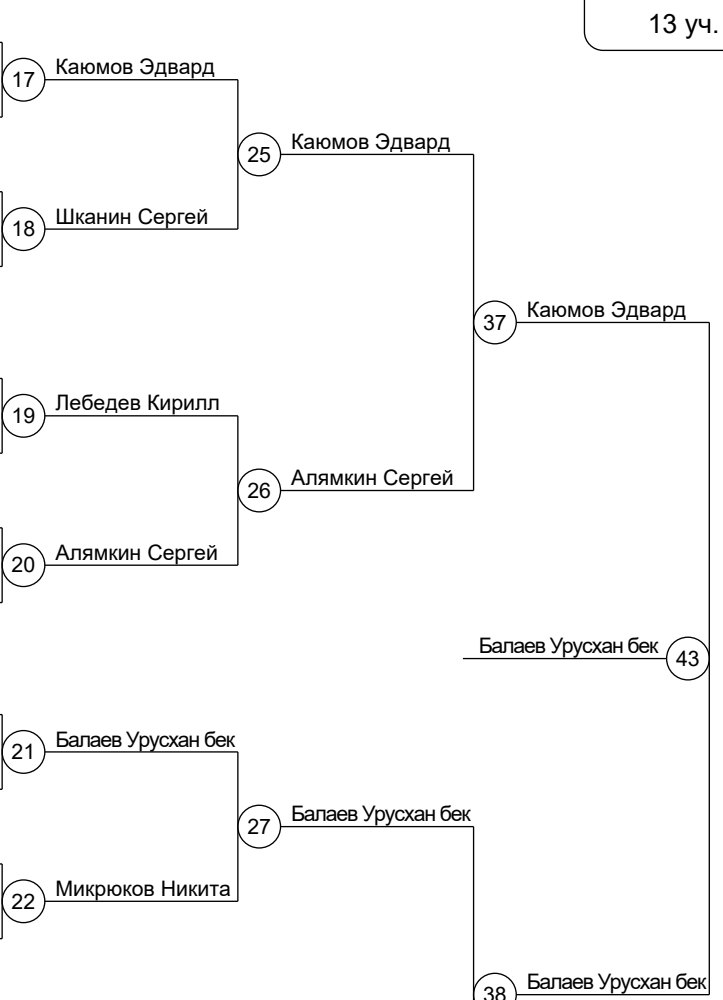 13 уч.
17 Каюмов Эдвард
25 Каюмов Эдвард
18 Шканин Сергей
37 Каюмов Эдвард
19 Лебедев Кирилл
26 Алямкин Сергей
20 Алямкин Сергей
Балаев Урусхан бек 43
21 Балаев Урусхан бек
27 Балаев Урусхан бек
22 Микрюков Никита
38 Балаев Урусхан бек